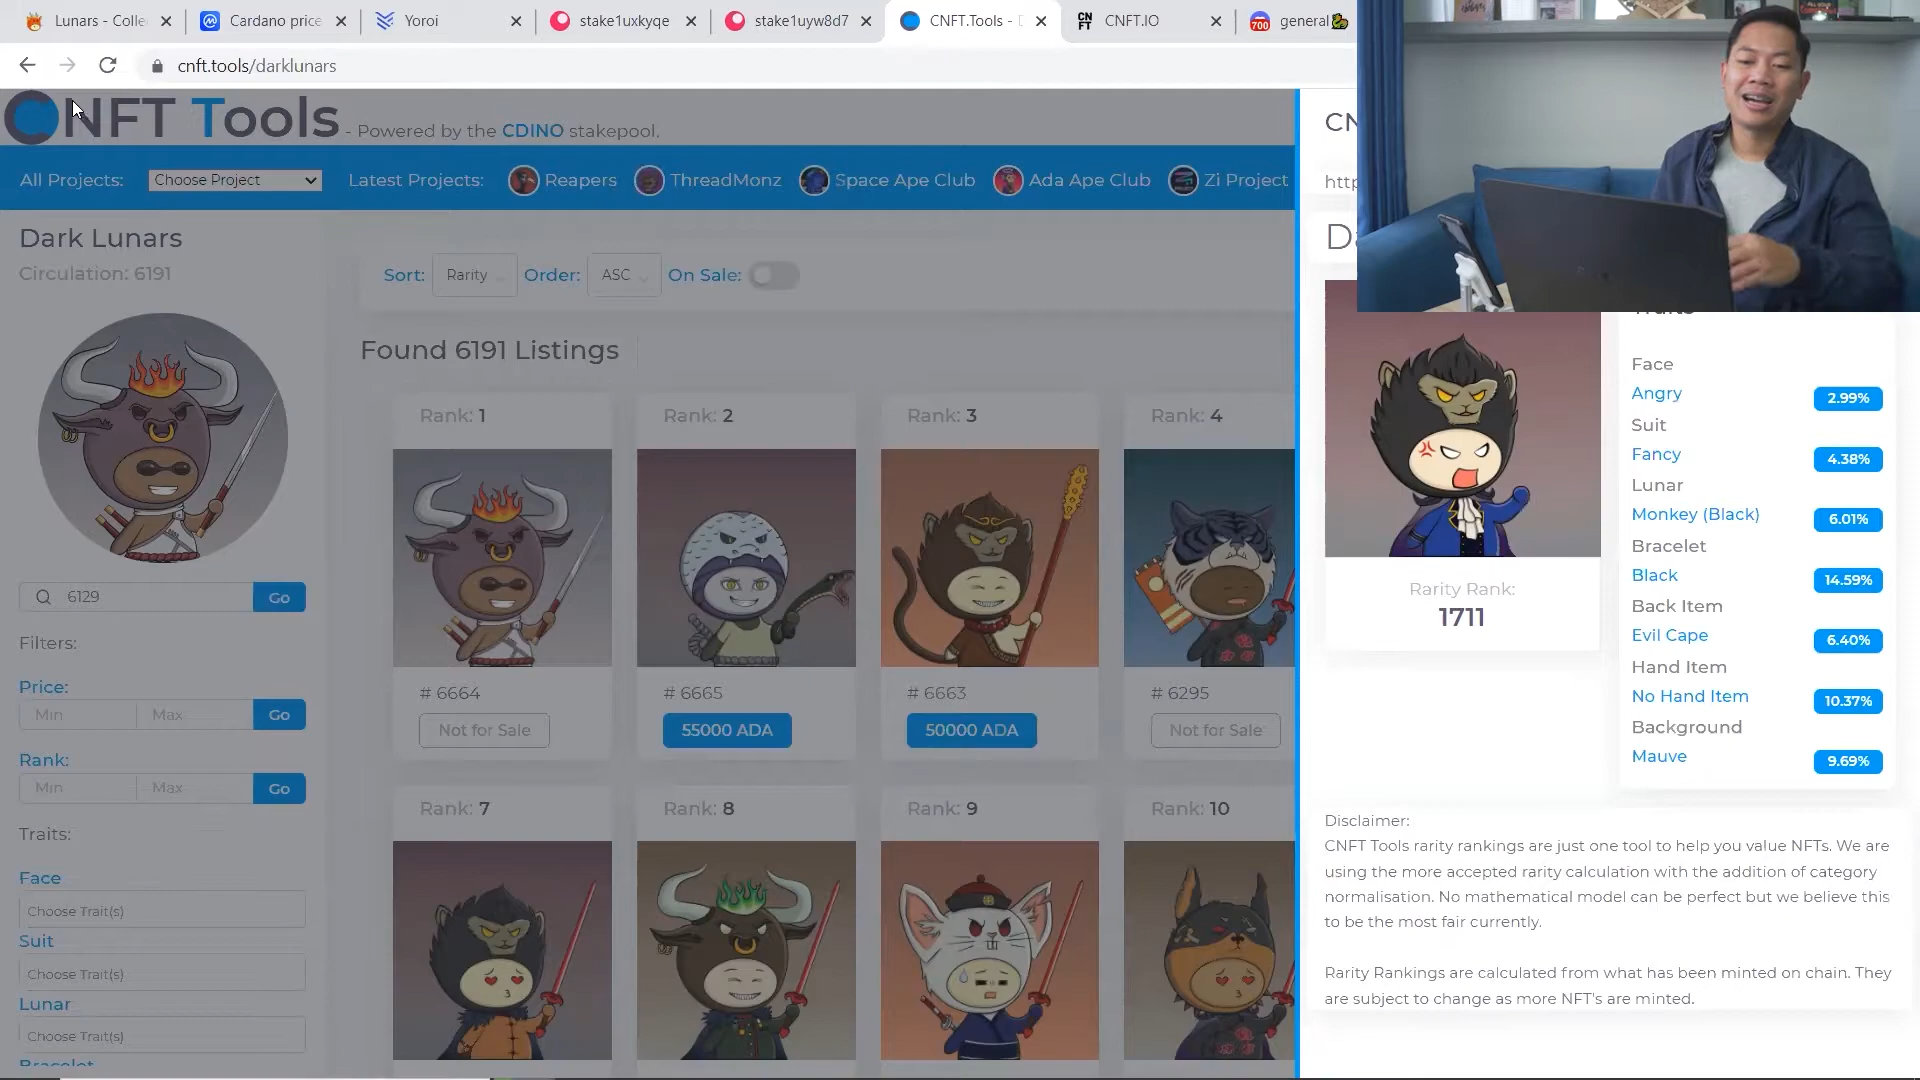 Lunars - Colle
Cardano price
Yoroi
stake1uxkyqe
stake1uyw8d7
CNFT.Tools - D
CNFT.IO
general
cnft.tools/darklunars
CNFT Tools - Powered by the CDINO stakepool.
All Projects: Choose Project Latest Projects: Reapers ThreadMonz Space Ape Club Ada Ape Club Zi Project
Dark Lunars
Circulation: 6191
6129 Go
Filters:
Price:
Min Max Go
Rank:
Min Max Go
Traits:
Face
Choose Trait(s)
Suit
Choose Trait(s)
Lunar
Choose Trait(s)
Bracelet
Sort: Rarity Order: ASC On Sale:
Found 6191 Listings
Rank: 1 Rank: 2 Rank: 3 Rank: 4
# 6664 # 6665 # 6663 # 6295
Not for Sale 55000 ADA 50000 ADA Not for Sale
Rank: 7 Rank: 8 Rank: 9 Rank: 10
CN
http
Da
Rarity Rank:
1711
Traits
Face
Angry 2.99%
Suit
Fancy 4.38%
Lunar
Monkey (Black) 6.01%
Bracelet
Black 14.59%
Back Item
Evil Cape 6.40%
Hand Item
No Hand Item 10.37%
Background
Mauve 9.69%
Disclaimer:
CNFT Tools rarity rankings are just one tool to help you value NFTs. We are
using the more accepted rarity calculation with the addition of category
normalisation. No mathematical model can be perfect but we believe this
to be the most fair currently.
Rarity Rankings are calculated from what has been minted on chain. They
are subject to change as more NFT's are minted.